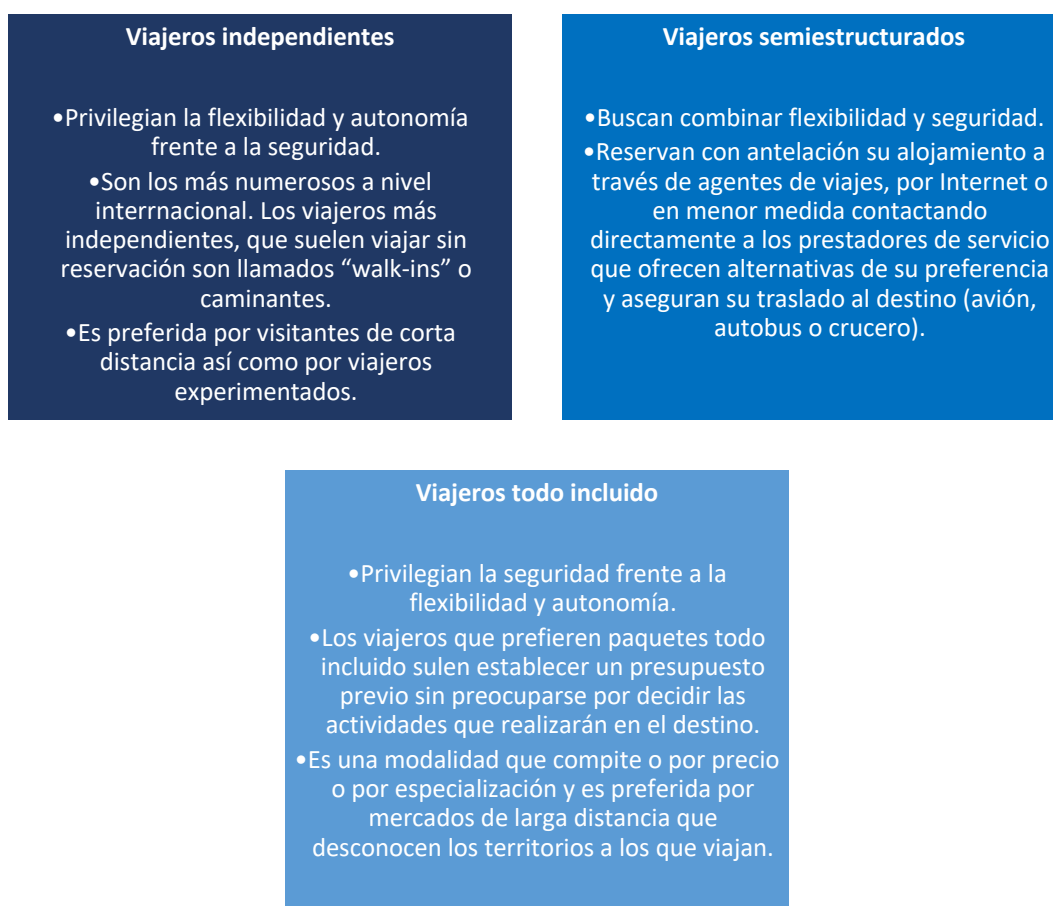 Viajeros independientes
•Privilegian la flexibilidad y autonomía
frente a la seguridad.
•Son los más numerosos a nivel
interrnacional. Los viajeros más
independientes, que suelen viajar sin
reservación son llamados “walk-ins” o
caminantes.
•Es preferida por visitantes de corta
distancia así como por viajeros
experimentados.
Viajeros semiestructurados
•Buscan combinar flexibilidad y seguridad.
•Reservan con antelación su alojamiento a
través de agentes de viajes, por Internet o
en menor medida contactando
directamente a los prestadores de servicio
que ofrecen alternativas de su preferencia
y aseguran su traslado al destino (avión,
autobus o crucero).
Viajeros todo incluido
•Privilegian la seguridad frente a la
flexibilidad y autonomía.
•Los viajeros que prefieren paquetes todo
incluido sulen establecer un presupuesto
previo sin preocuparse por decidir las
actividades que realizarán en el destino.
•Es una modalidad que compite o por precio
o por especialización y es preferida por
mercados de larga distancia que
desconocen los territorios a los que viajan.